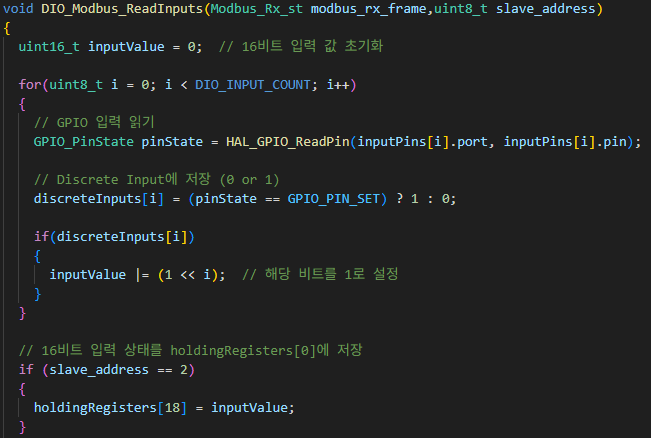 void DIO_Modbus_ReadInputs(Modbus_Rx_st modbus_rx_frame,uint8_t slave_address)
{
  uint16_t inputValue = 0;  // 16비트 입력 값 초기화

  for(uint8_t i = 0; i < DIO_INPUT_COUNT; i++)
  {
    // GPIO 입력 읽기
    GPIO_PinState pinState = HAL_GPIO_ReadPin(inputPins[i].port, inputPins[i].pin);

    // Discrete Input에 저장 (0 or 1)
    discreteInputs[i] = (pinState == GPIO_PIN_SET) ? 1 : 0;

    if(discreteInputs[i])
    {
      inputValue |= (1 << i);  // 해당 비트를 1로 설정
    }
  }

  // 16비트 입력 상태를 holdingRegisters[0]에 저장
  if (slave_address == 2)
  {
    holdingRegisters[18] = inputValue;
  }